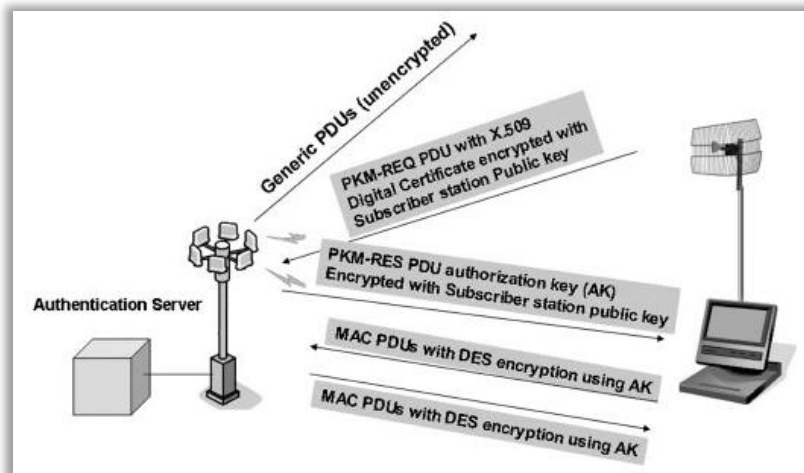 Generic PDUs (unencrypted)
PKM-REQ PDU with X.509
Digital Certificate encrypted with
Subscriber station Public key
PKM-RES PDU authorization key (AK)
Encrypted with Subscriber station public key
Authentication Server
MAC PDUs with DES encryption using AK
MAC PDUs with DES encryption using AK